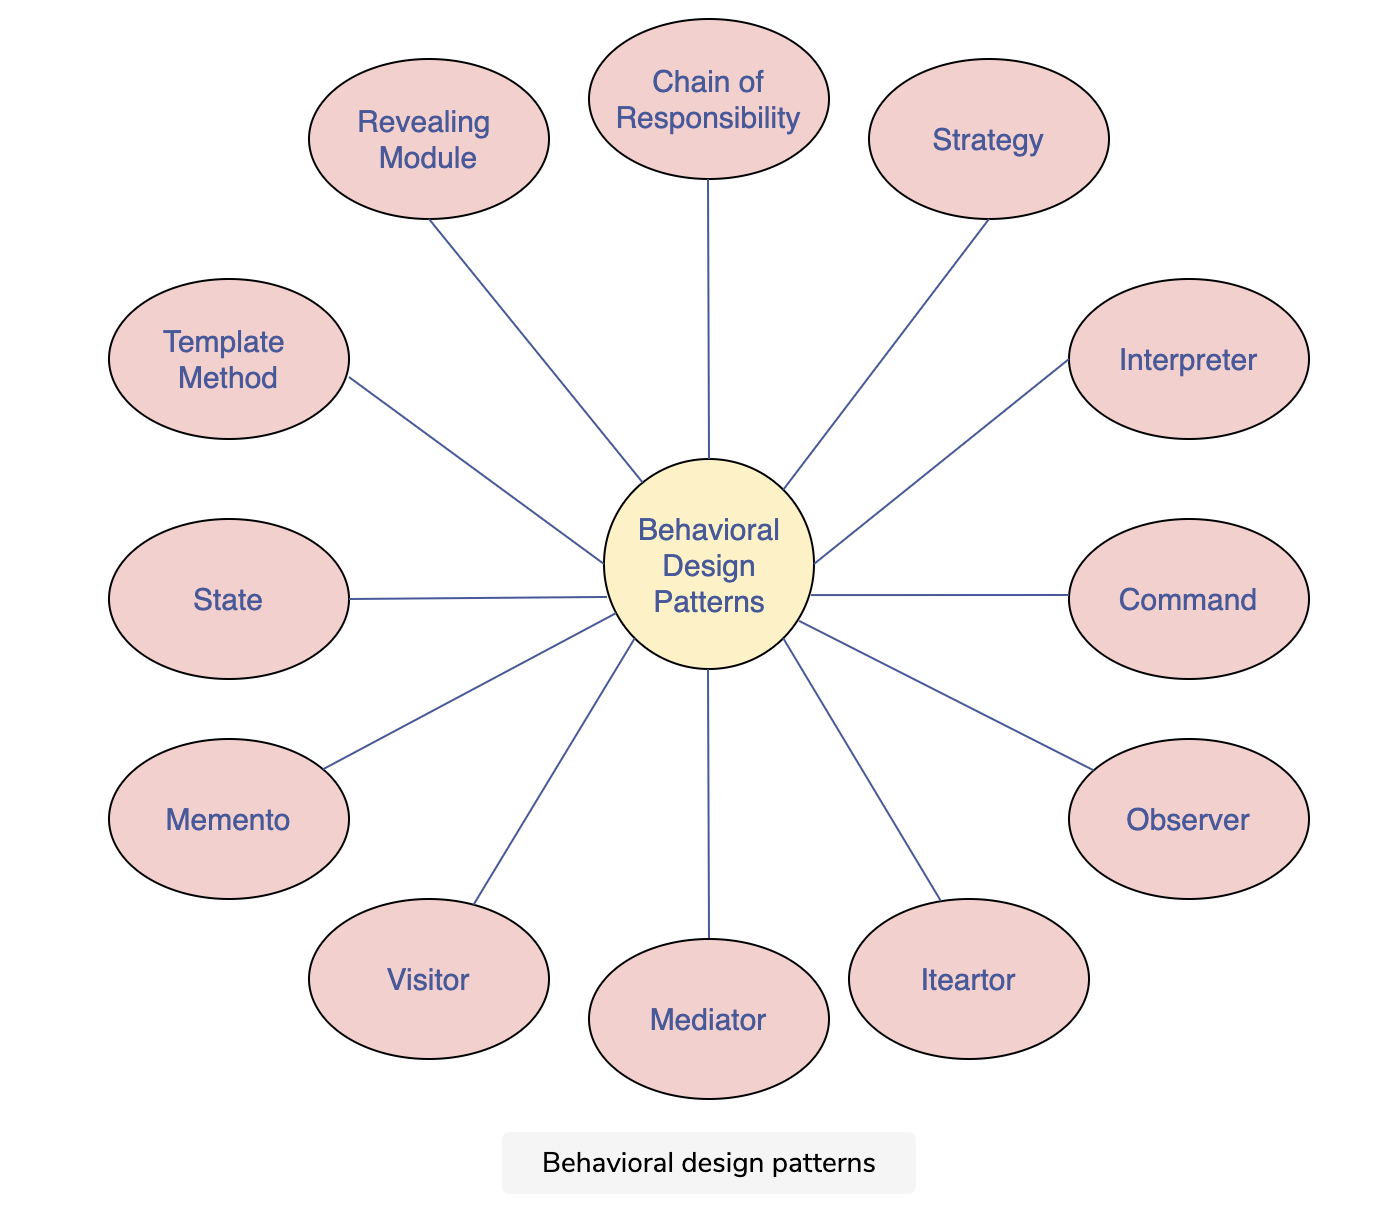 Chain of
Responsibility
Revealing
Module
Strategy
Template
Method
Interpreter
Behavioral
Design
Patterns
State
Command
Memento
Observer
Visitor
Iteartor
Mediator
Behavioral design patterns